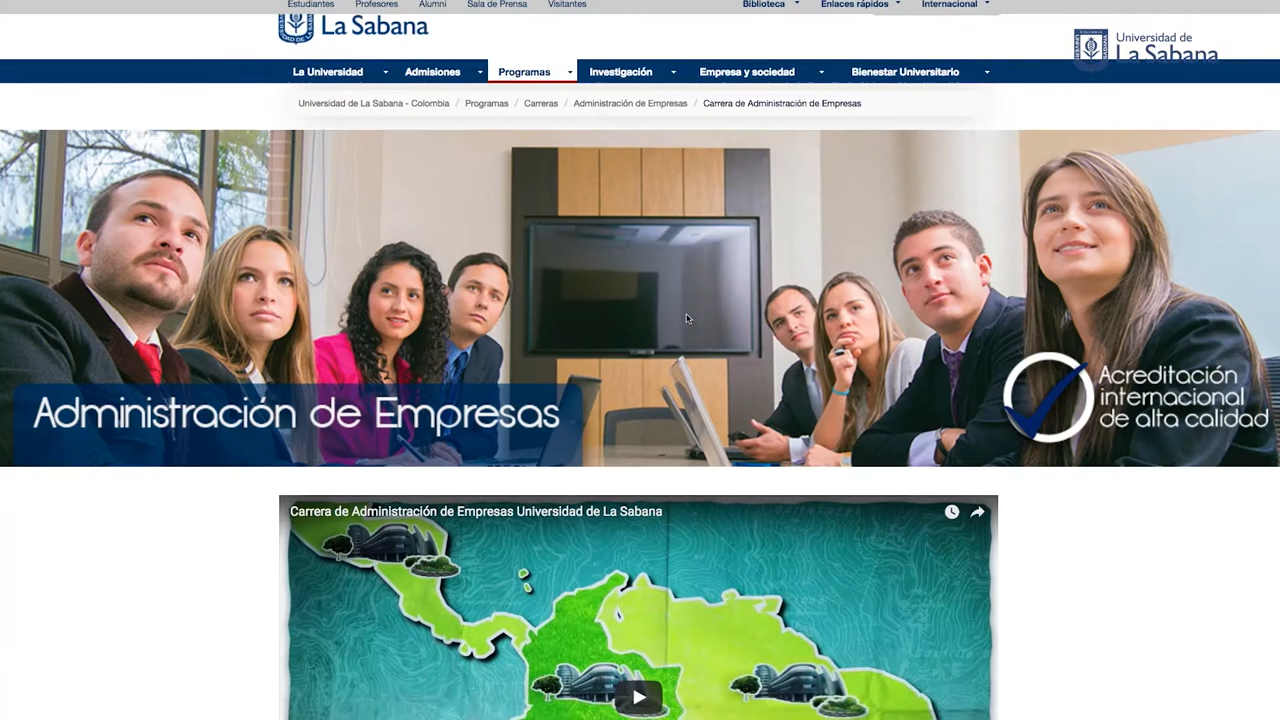 Estudiantes Profesores Alumni Sala de Prensa Visitantes Biblioteca Enlaces rápidos Internacional
La Sabana
Universidad de
La Sabana
La Universidad Admisiones Programas Investigación Empresa y sociedad Bienestar Universitario
Universidad de La Sabana - Colombia / Programas / Carreras / Administración de Empresas / Carrera de Administración de Empresas
Administración de Empresas
Acreditación
internacional
de alta calidad
Carrera de Administración de Empresas Universidad de La Sabana